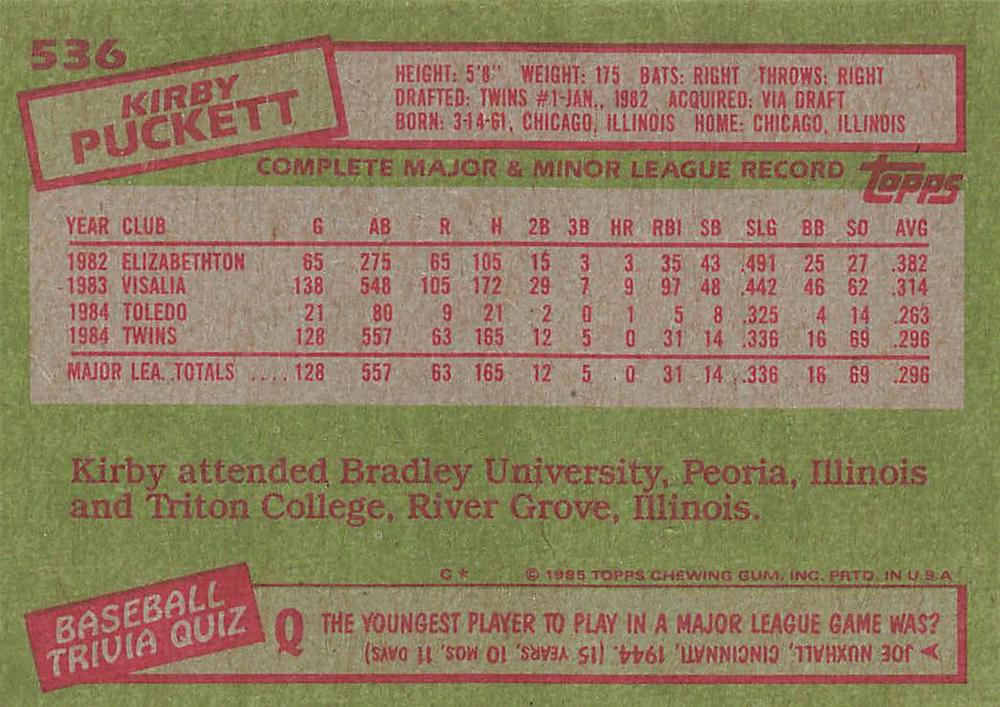 536
KIRBY
PUCKETT
HEIGHT: 5'8" WEIGHT: 175 BATS: RIGHT THROWS: RIGHT
DRAFTED: TWINS #1-JAN., 1982 ACQUIRED: VIA DRAFT
BORN: 3-14-61, CHICAGO, ILLINOIS HOME: CHICAGO, ILLINOIS
COMPLETE MAJOR & MINOR LEAGUE RECORD
topps
YEAR CLUB G AB R H 2B 3B HR RBI SB SLG BB SO AVG
1982 ELIZABETHTON 65 275 65 105 15 3 3 35 43 .491 25 27 .382
1983 VISALIA 138 548 105 172 29 7 9 97 48 .442 46 62 .314
1984 TOLEDO 21 80 9 21 2 0 1 5 8 .325 4 14 .263
1984 TWINS 128 557 63 165 12 5 0 31 14 .336 16 69 .296
MAJOR LEA. TOTALS .... 128 557 63 165 12 5 0 31 14 .336 16 69 .296
Kirby attended Bradley University, Peoria, Illinois
and Triton College, River Grove, Illinois.
C* © 1985 TOPPS CHEWING GUM, INC. PRTD. IN U.S.A
BASEBALL
TRIVIA QUIZ
Q THE YOUNGEST PLAYER TO PLAY IN A MAJOR LEAGUE GAME WAS?
JOE NUXHALL, CINCINNATI, 1944. (15 YEARS, 10 MOS, 11 DAYS)